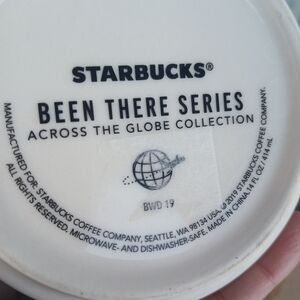 STARBUCKS®
BEEN THERE SERIES
ACROSS THE GLOBE COLLECTION
BWD 19
MANUFACTURED FOR: STARBUCKS COFFEE COMPANY, SEATTLE, WA 98134 USA. © 2019 STARBUCKS COFFEE COMPANY.
ALL RIGHTS RESERVED. MICROWAVE- AND DISHWASHER-SAFE. MADE IN CHINA. 14 FL OZ / 414 mL